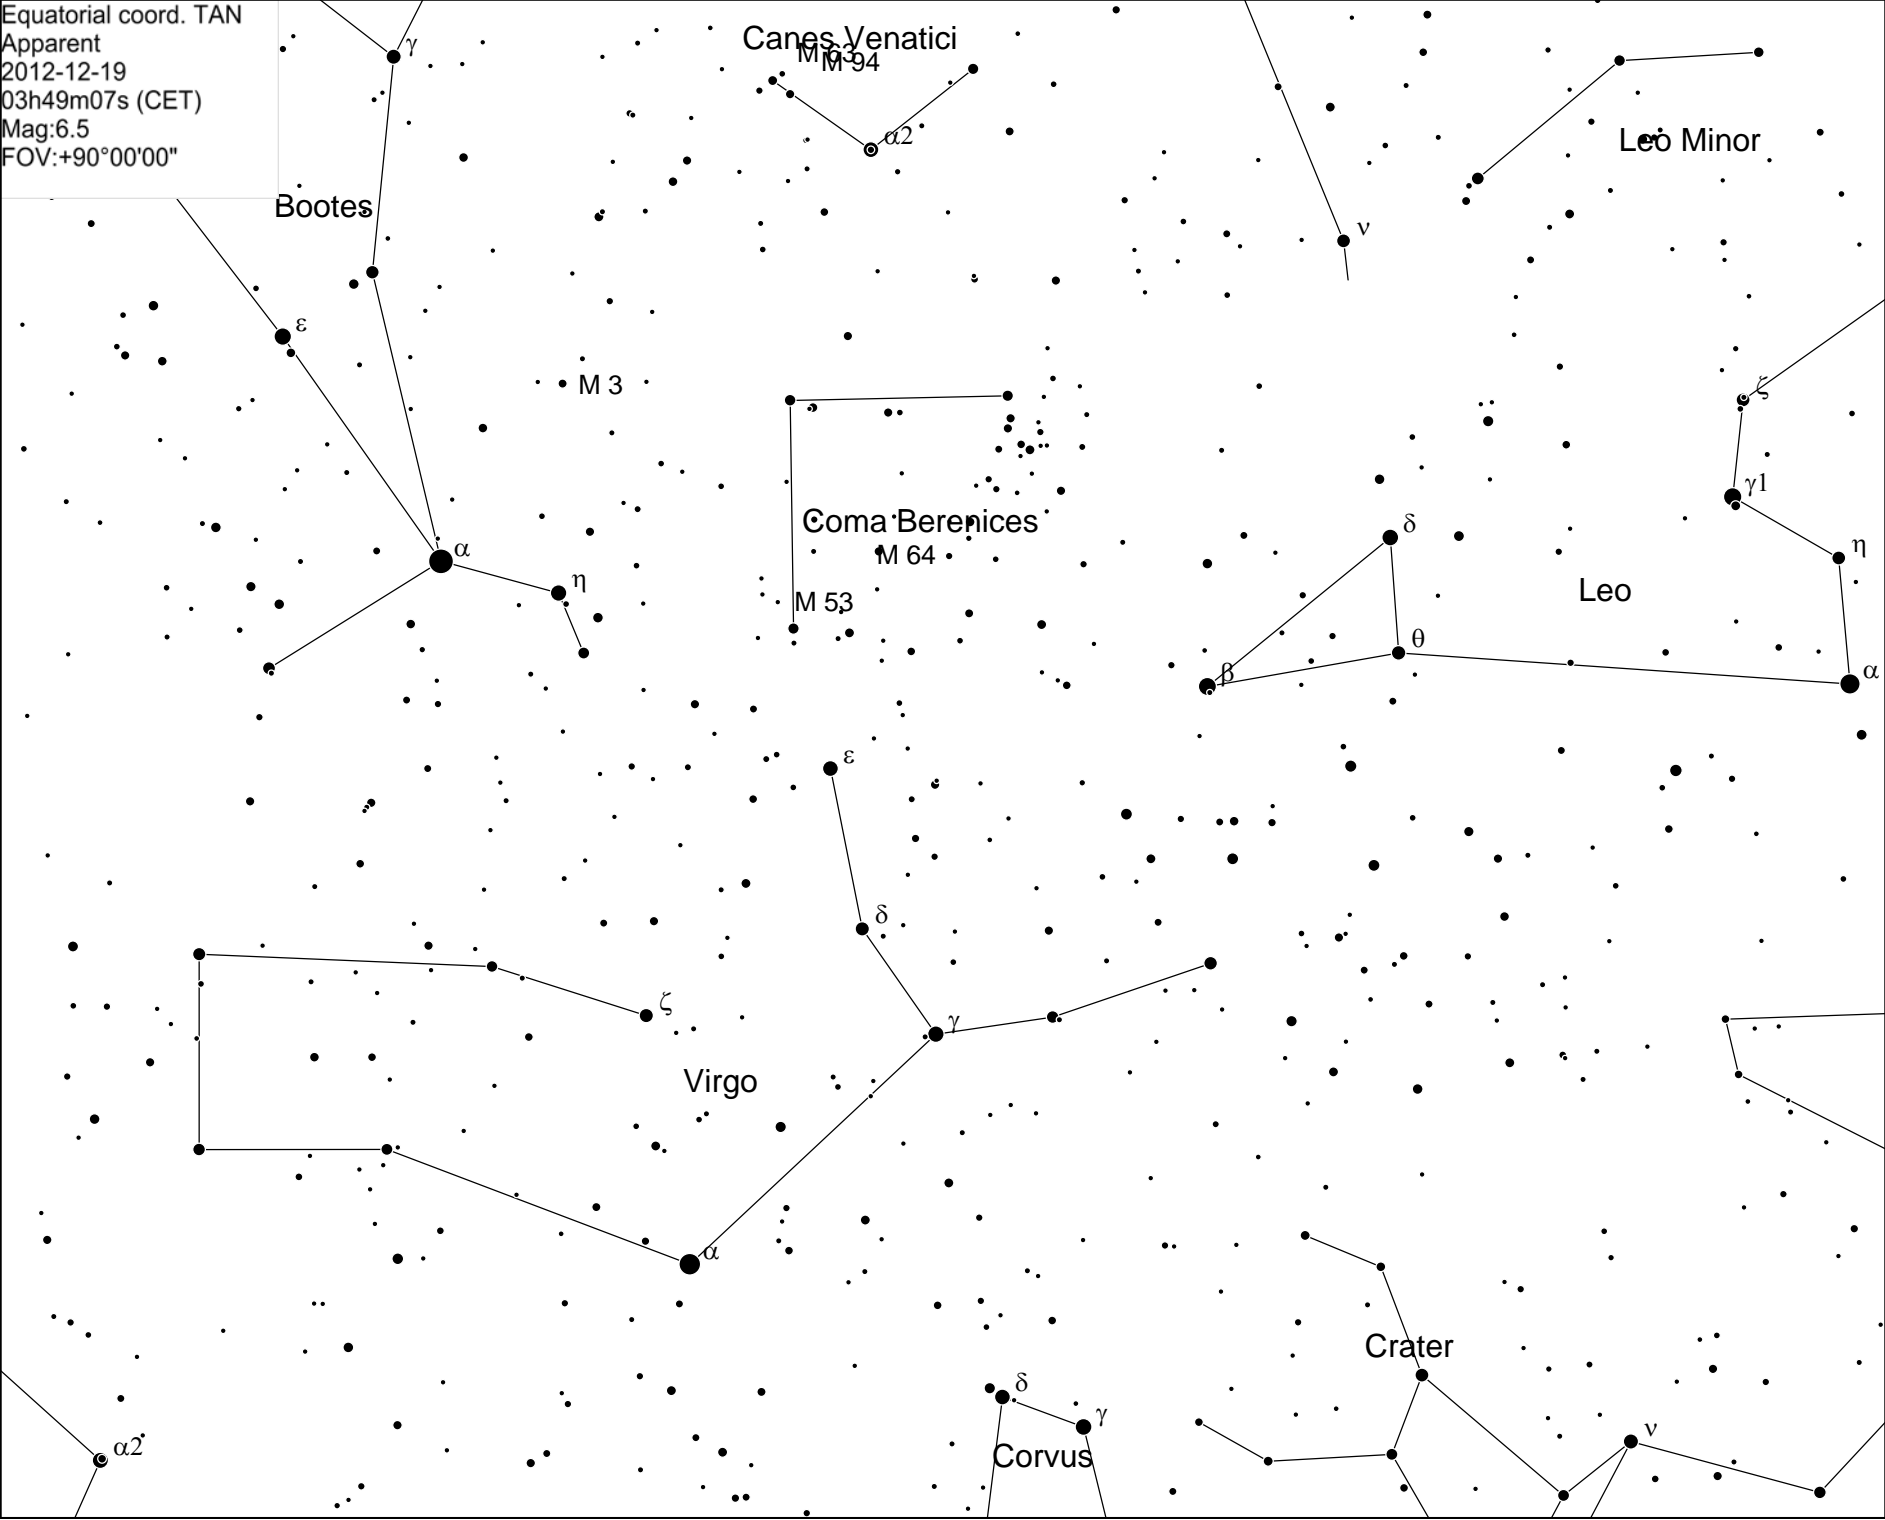 Equatorial coord. TAN
Apparent
2012-12-19
03h49m07s (CET)
Mag:6.5
FOV:+90°00'00"
γ
Canes Venatici
M 63
M 94
α2
Leo Minor
Bootes
ν
ε
M 3
ζ
γ1
Coma Berenices
δ
α
M 64
η
η
Leo
M 53
θ
β
α
ε
δ
ζ
γ
Virgo
α
Crater
δ
γ
ν
α2
Corvus